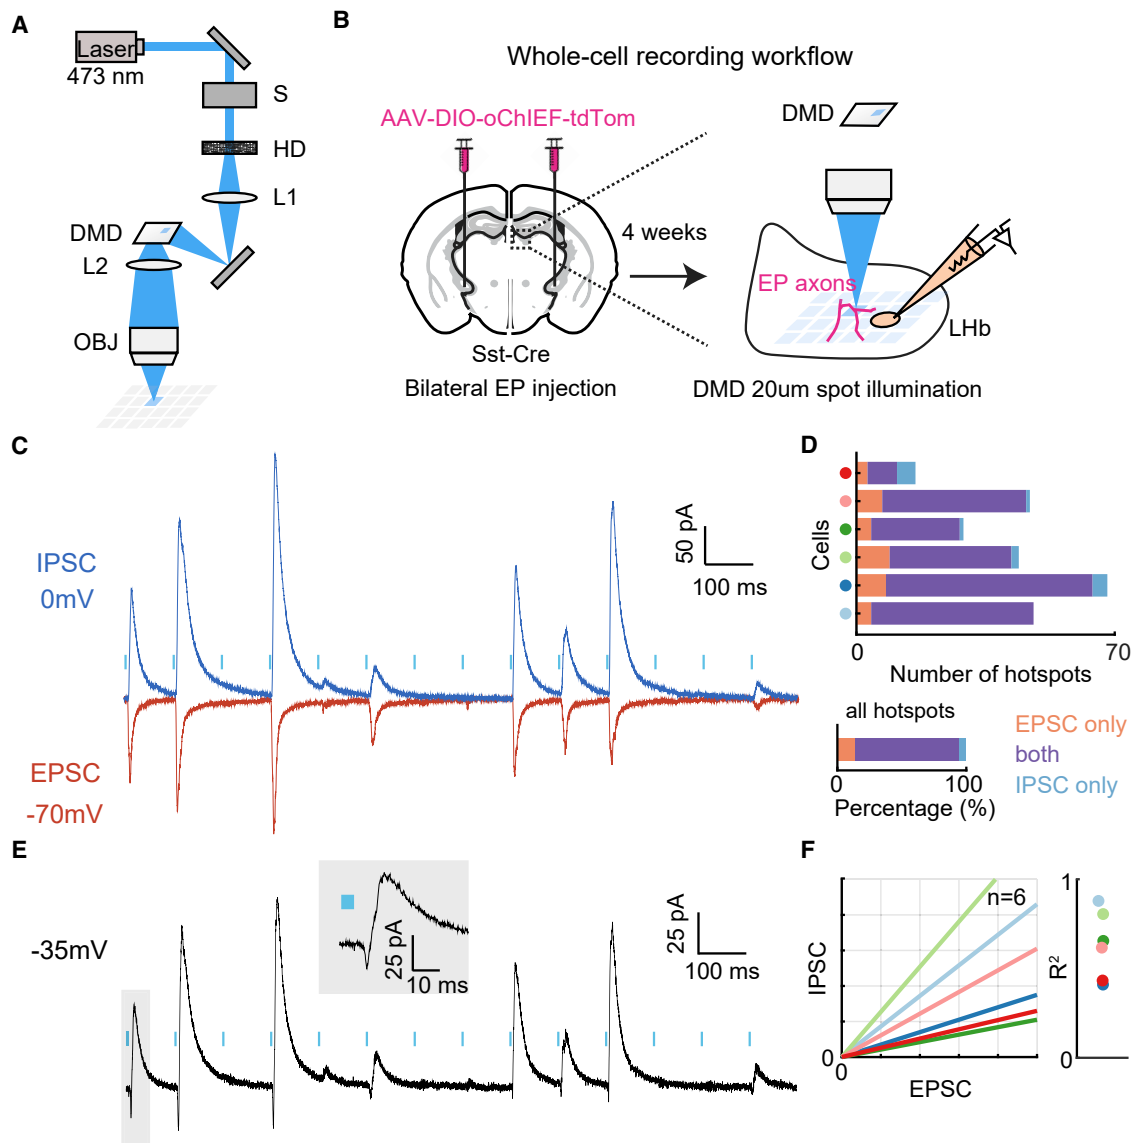 A
Laser
473 nm
S
HD
L1
DMD
L2
OBJ
B
Whole-cell recording workflow
AAV-DIO-oChIEF-tdTom
DMD
4 weeks
EP axons
LHb
Sst-Cre
Bilateral EP injection
DMD 20um spot illumination
C
IPSC
0mV
EPSC
-70mV
50 pA
100 ms
D
Cells
0
70
Number of hotspots
all hotspots
0
100
Percentage (%)
EPSC only
both
IPSC only
E
-35mV
25 pA
10 ms
25 pA
100 ms
F
n=6
IPSC
0
0
EPSC
1
R²
0